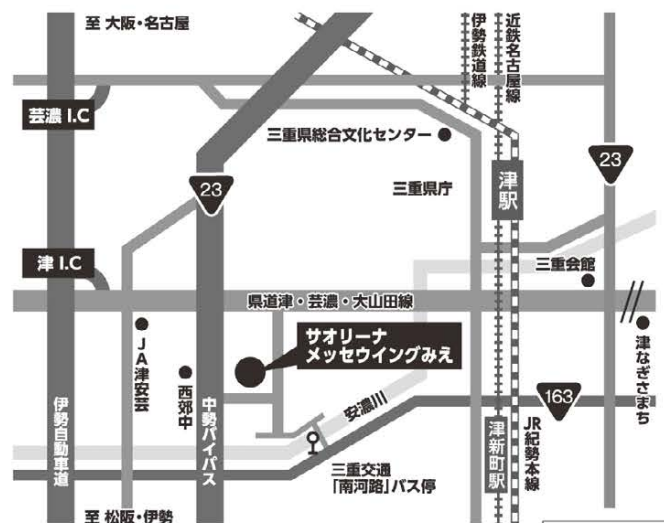 至 大阪・名古屋
伊勢鉄道線
近鉄名古屋線
芸濃 I.C
三重県総合文化センター
23
23
三重県庁
津駅
津 I.C
三重会館
県道津・芸濃・大山田線
サオリーナ
メッセウイングみえ
JA津安芸
西郊中
津なぎさまち
163
安濃川
伊勢自動車道
中勢バイパス
津新町駅
JR紀勢本線
三重交通
「南河路」バス停
至 松阪・伊勢